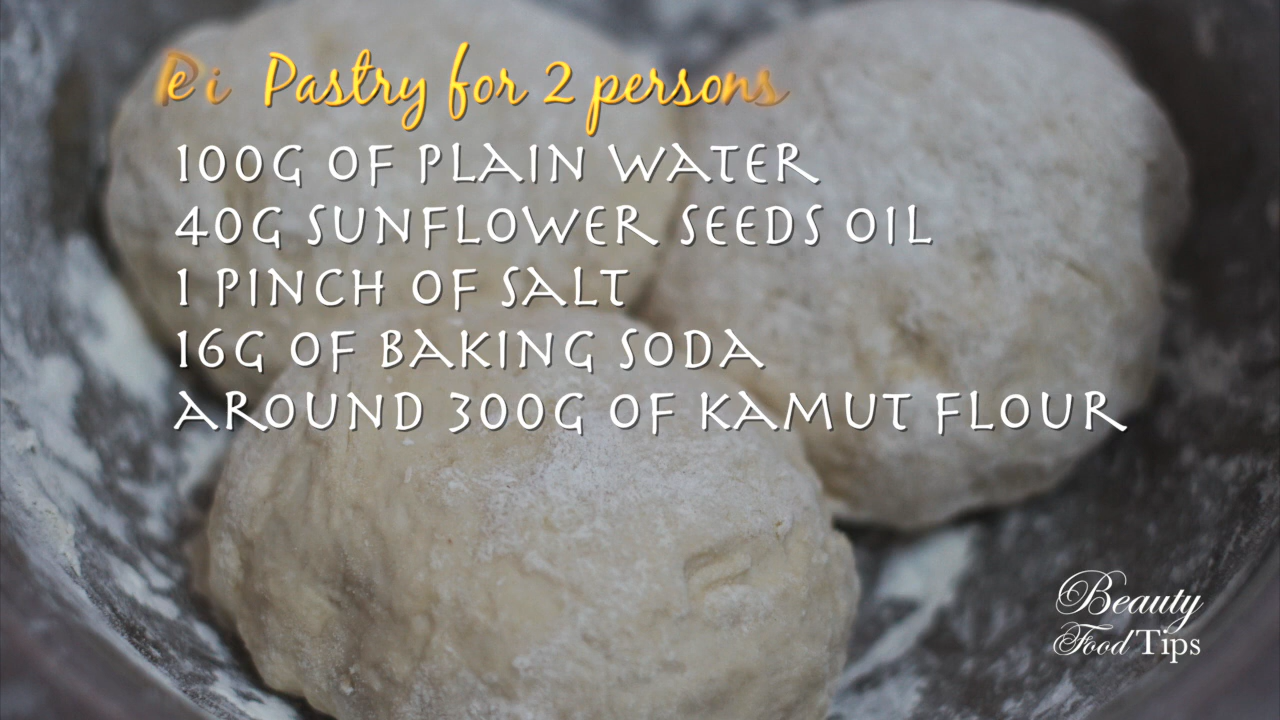 Pastry for 2 persons
100G OF PLAIN WATER
40G SUNFLOWER SEEDS OIL
1 PINCH OF SALT
16G OF BAKING SODA
AROUND 300G OF KAMUT FLOUR
Beauty
Food Tips